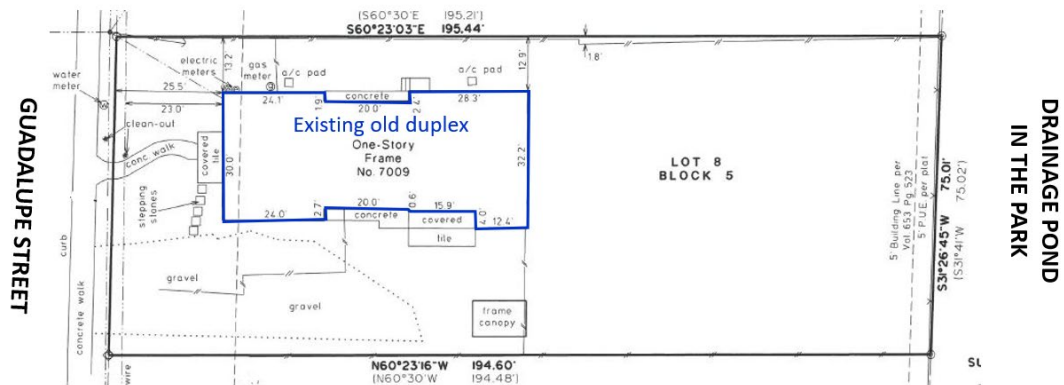 (S60°30'E 195.21')
S60°23'03"E 195.44'
1.8'
13.2'
electric
meters
gas
meter
a/c pad
a/c pad
12.9'
water
meter
25.5'
23.0'
24.1'
1.9'
concrete
20.0'
2.4'
28.3'
clean-out
conc. walk
covered
tile
30.0'
Existing old duplex
One-Story
Frame
No. 7009
32.2'
LOT 8
BLOCK 5
stepping
stones
24.0'
2.7'
20.0'
concrete
0.6'
15.9'
covered
tile
4.0'
12.4'
gravel
gravel
frame
canopy
curb
concrete walk
wire
GUADALUPE STREET
5' Building Line per
Vol. 653 Pg 523
5' P.U.E. per plat
S31°26'45"W 75.01'
(S31°41'W 75.02')
DRAINAGE POND
IN THE PARK
N60°23'16"W 194.60'
(N60°30'W 194.48')